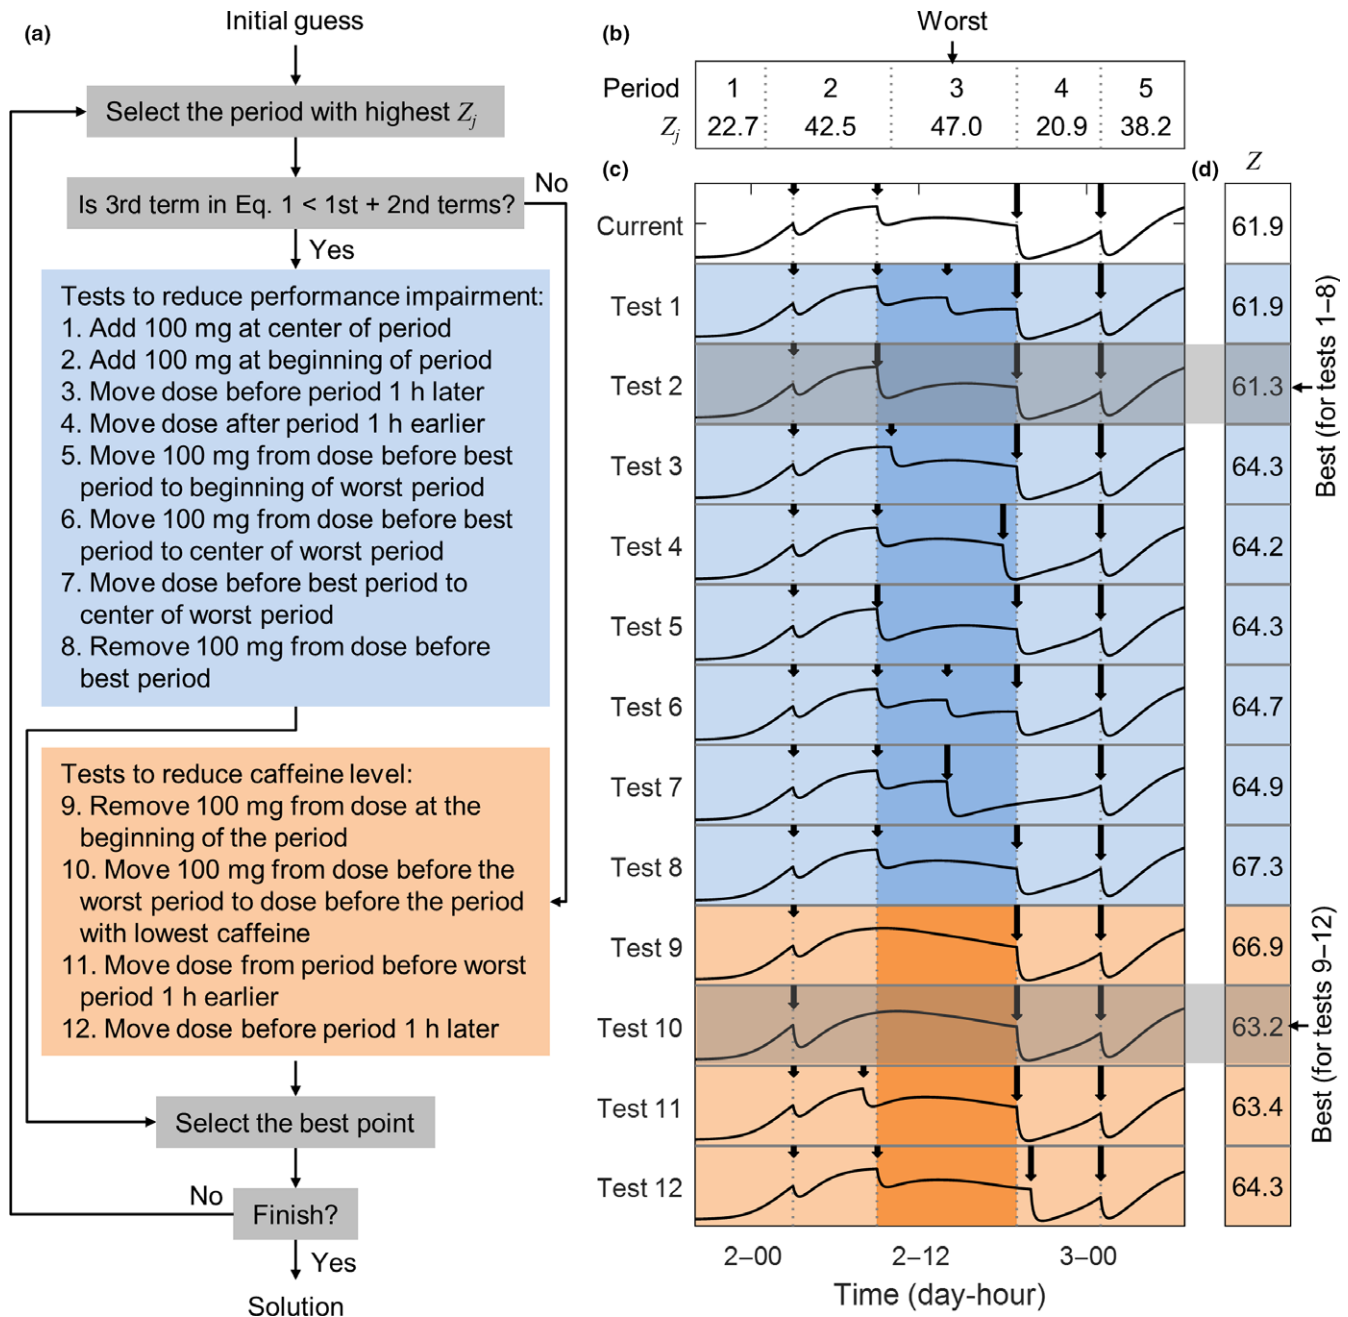 (a)
Initial guess
Select the period with highest Zj
Is 3rd term in Eq. 1 < 1st + 2nd terms?
No
Yes
Tests to reduce performance impairment:
1. Add 100 mg at center of period
2. Add 100 mg at beginning of period
3. Move dose before period 1 h later
4. Move dose after period 1 h earlier
5. Move 100 mg from dose before best
period to beginning of worst period
6. Move 100 mg from dose before best
period to center of worst period
7. Move dose before best period to
center of worst period
8. Remove 100 mg from dose before
best period
Tests to reduce caffeine level:
9. Remove 100 mg from dose at the
beginning of the period
10. Move 100 mg from dose before the
worst period to dose before the period
with lowest caffeine
11. Move dose from period before worst
period 1 h earlier
12. Move dose before period 1 h later
Select the best point
No
Finish?
Yes
Solution
(b)
Worst
Period 1 2 3 4 5
Zj 22.7 42.5 47.0 20.9 38.2
(c)
(d)
Z
Current 61.9
Test 1 61.9
Test 2 61.3
Test 3 64.3
Test 4 64.2
Test 5 64.3
Test 6 64.7
Test 7 64.9
Test 8 67.3
Test 9 66.9
Test 10 63.2
Test 11 63.4
Test 12 64.3
Best (for tests 1–8)
Best (for tests 9–12)
2–00 2–12 3–00
Time (day-hour)